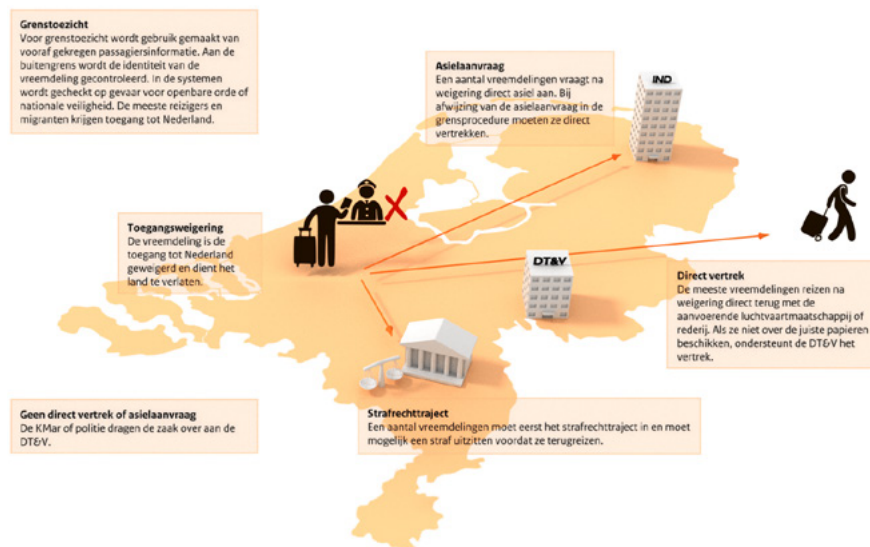 Grenstoezicht
Voor grenstoezicht wordt gebruik gemaakt van
vooraf gekregen passagiersinformatie. Aan de
buitengrens wordt de identiteit van de
vreemdeling gecontroleerd. In de systemen
wordt gecheckt op gevaar voor openbare orde of
nationale veiligheid. De meeste reizigers en
migranten krijgen toegang tot Nederland.
Asielaanvraag
Een aantal vreemdelingen vraagt na
weigering direct asiel aan. Bij
afwijzing van de asielaanvraag in de
grensprocedure moeten ze direct
vertrekken.
IND
Toegangsweigering
De vreemdeling is de
toegang tot Nederland
geweigerd en dient het
land te verlaten.
DT&V
Direct vertrek
De meeste vreemdelingen reizen na
weigering direct terug met de
aanvoerende luchtvaartmaatschappij of
rederij. Als ze niet over de juiste papieren
beschikken, ondersteunt de DT&V het
vertrek.
Geen direct vertrek of asielaanvraag
De KMar of politie dragen de zaak over aan de
DT&V.
Strafrechttraject
Een aantal vreemdelingen moet eerst het strafrechttraject in en moet
mogelijk een straf uitzitten voordat ze terugreizen.